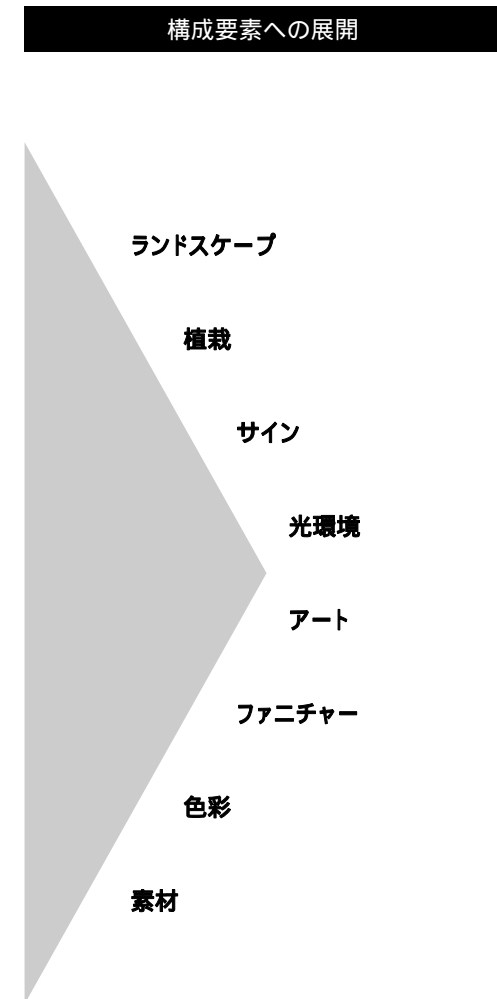 構成要素への展開
ランドスケープ
植栽
サイン
光環境
アート
ファニチャー
色彩
素材